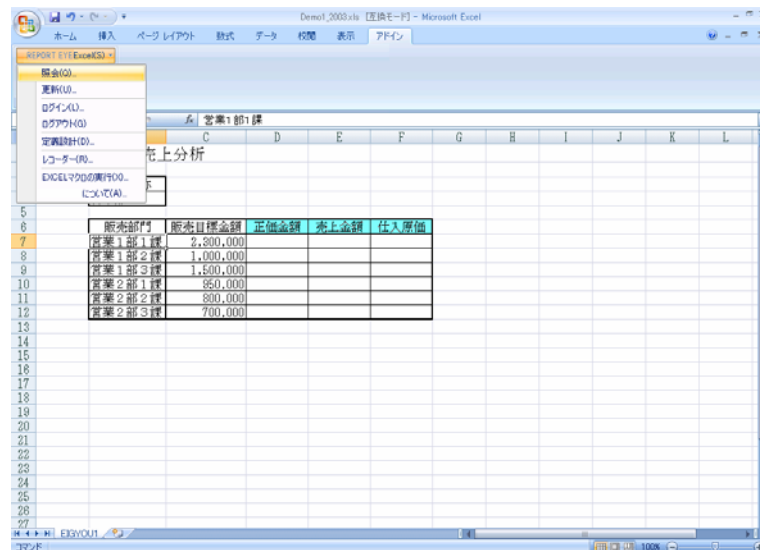 Demo1_2003.xls [互換モード] - Microsoft Excel
ホーム 挿入 ページ レイアウト 数式 データ 校閲 表示 アドイン
REPORT EYEExcel(S)
照会(Q)...
更新(U)...
ログイン(L)...
ログアウト(G)
定義設計(D)...
レコーダー(R)...
EXCELマクロの実行(X)...
について(A)...
fx 営業1部1課
C D E F G H I J K L
売上分析
5
6 販売部門 販売目標金額 正価金額 売上金額 仕入原価
7 営業1部1課 2,300,000
8 営業1部2課 1,000,000
9 営業1部3課 1,500,000
10 営業2部1課 950,000
11 営業2部2課 800,000
12 営業2部3課 700,000
13
14
15
16
17
18
19
20
21
22
23
24
25
26
27
EIGYOU1
コマンド 100%